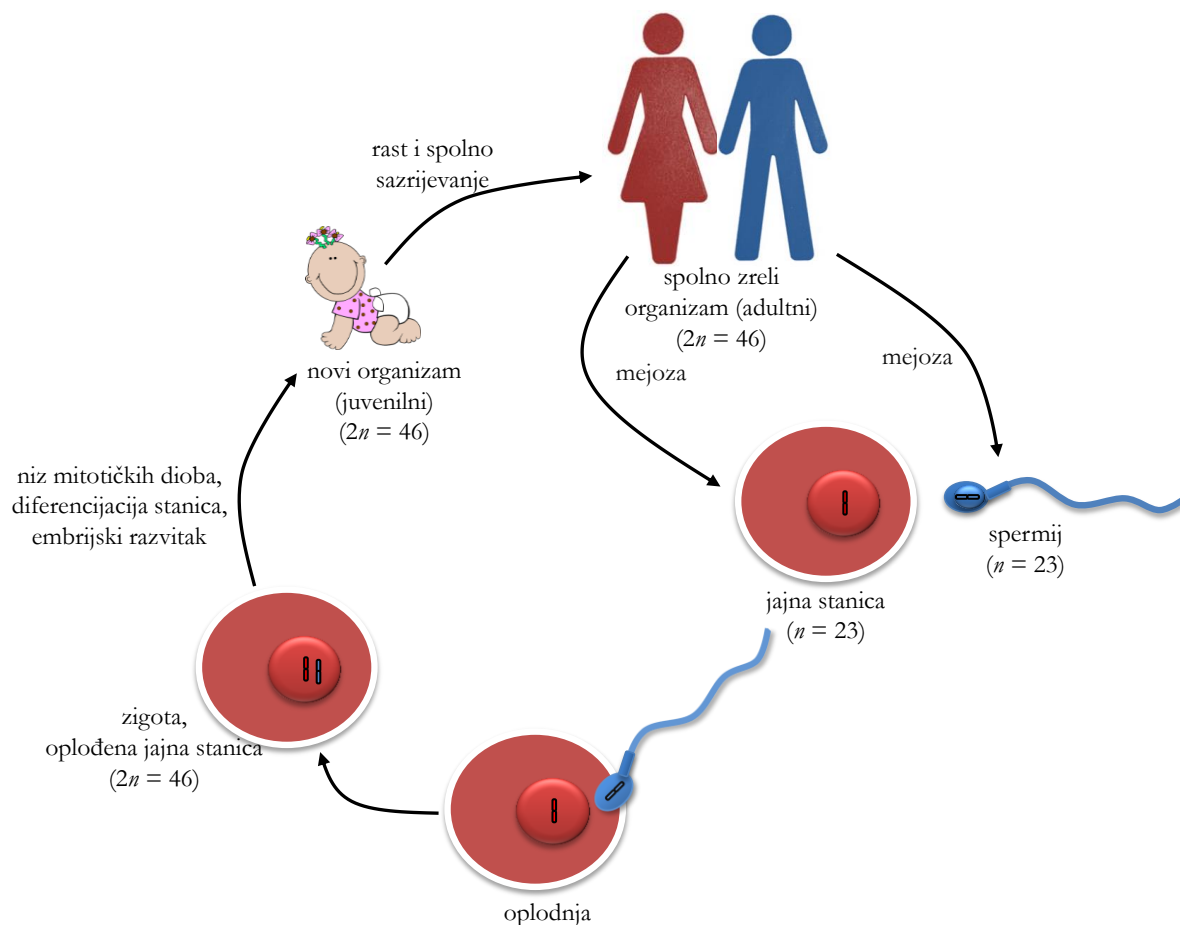 rast i spolno
sazrijevanje
spolno zreli
organizam (adultni)
(2n = 46)
mejoza
mejoza
novi organizam
(juvenilni)
(2n = 46)
niz mitotičkih dioba,
diferencijacija stanica,
embrijski razvitak
spermij
(n = 23)
jajna stanica
(n = 23)
zigota,
oplođena jajna stanica
(2n = 46)
oplodnja